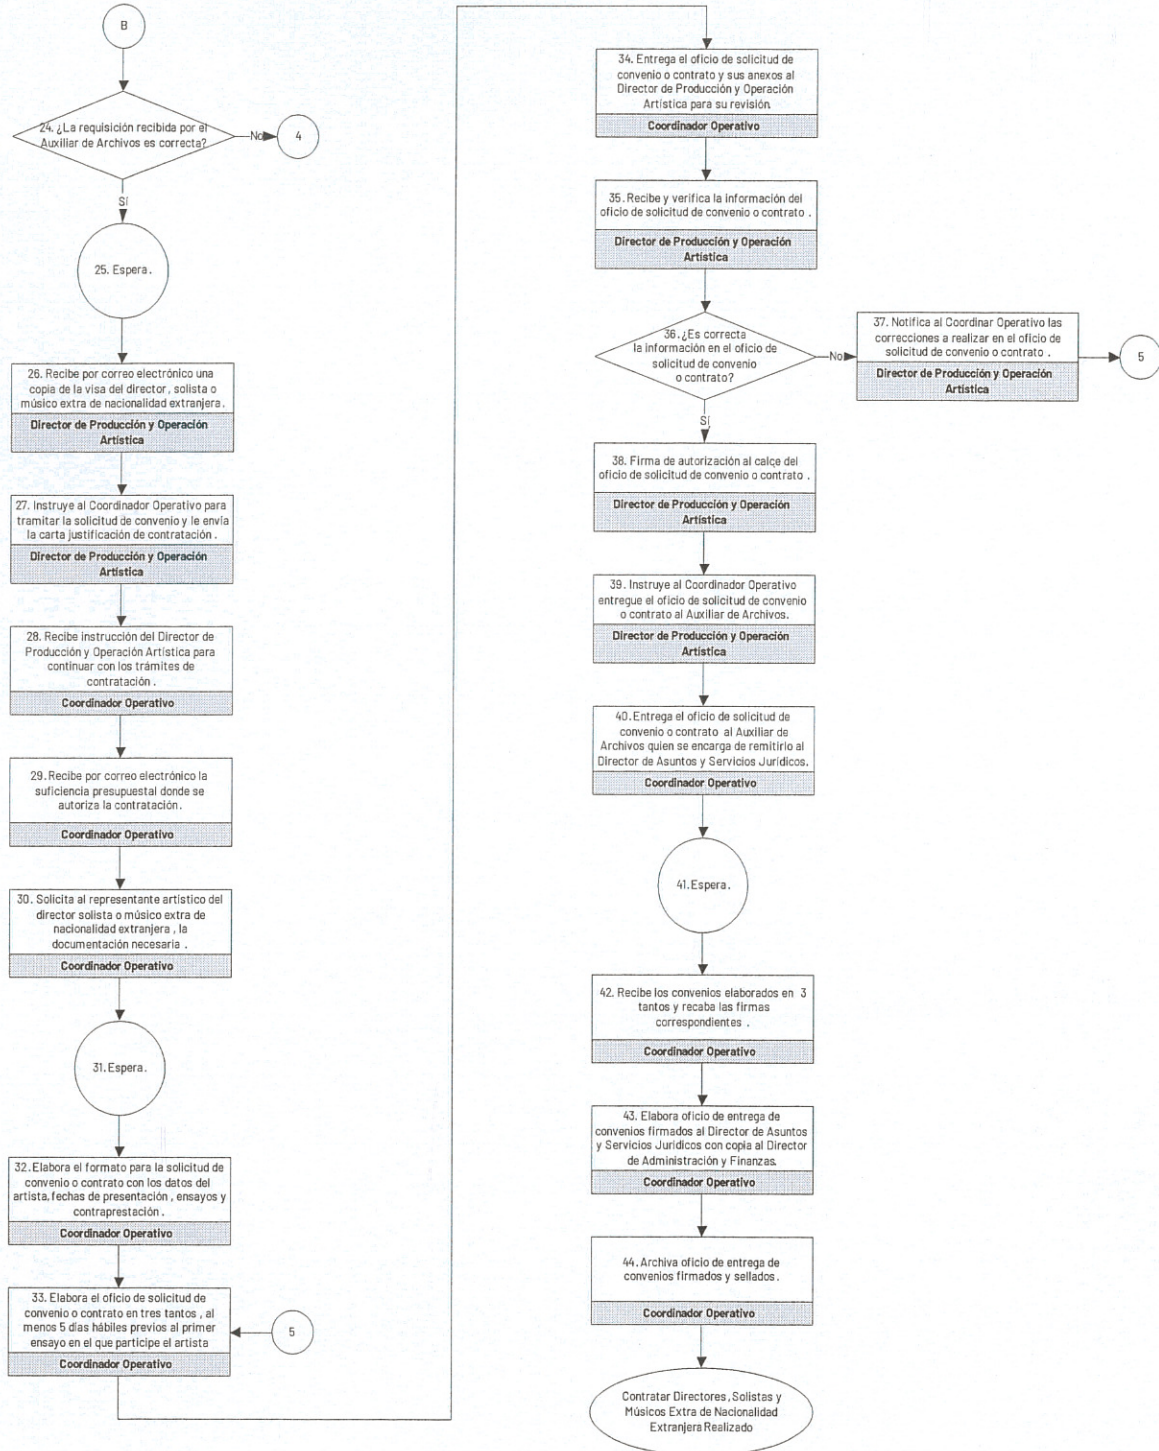 B
24. ¿La requisición recibida por el
Auxiliar de Archivos es correcta?
No
4
SÍ
25. Espera.
26. Recibe por correo electrónico una
copia de la visa del director, solista o
músico extra de nacionalidad extranjera.
Director de Producción y Operación
Artística
27. Instruye al Coordinador Operativo para
tramitar la solicitud de convenio y le envía
la carta justificación de contratación.
Director de Producción y Operación
Artística
28. Recibe instrucción del Director de
Producción y Operación Artística para
continuar con los trámites de
contratación.
Coordinador Operativo
29. Recibe por correo electrónico la
suficiencia presupuestal donde se
autoriza la contratación.
Coordinador Operativo
30. Solicita al representante artístico del
director solista o músico extra de
nacionalidad extranjera, la
documentación necesaria.
Coordinador Operativo
31. Espera.
32. Elabora el formato para la solicitud de
convenio o contrato con los datos del
artista, fechas de presentación, ensayos y
contraprestación.
Coordinador Operativo
33. Elabora el oficio de solicitud de
convenio o contrato en tres tantos, al
menos 5 días hábiles previos al primer
ensayo en el que participe el artista
Coordinador Operativo
5
34. Entrega el oficio de solicitud de
convenio o contrato y sus anexos al
Director de Producción y Operación
Artística para su revisión.
Coordinador Operativo
35. Recibe y verifica la información del
oficio de solicitud de convenio o contrato.
Director de Producción y Operación
Artística
36. ¿Es correcta
la información en el oficio de
solicitud de convenio
o contrato?
No
37. Notifica al Coordinar Operativo las
correcciones a realizar en el oficio de
solicitud de convenio o contrato.
Director de Producción y Operación
Artística
5
SÍ
38. Firma de autorización al calçe del
oficio de solicitud de convenio o contrato.
Director de Producción y Operación
Artística
39. Instruye al Coordinador Operativo
entregue el oficio de solicitud de convenio
o contrato al Auxiliar de Archivos.
Director de Producción y Operación
Artística
40. Entrega el oficio de solicitud de
convenio o contrato al Auxiliar de
Archivos quien se encarga de remitirlo al
Director de Asuntos y Servicios Jurídicos.
Coordinador Operativo
41. Espera.
42. Recibe los convenios elaborados en 3
tantos y recaba las firmas
correspondientes.
Coordinador Operativo
43. Elabora oficio de entrega de
convenios firmados al Director de Asuntos
y Servicios Jurídicos con copia al Director
de Administración y Finanzas.
Coordinador Operativo
44. Archiva oficio de entrega de
convenios firmados y sellados.
Coordinador Operativo
Contratar Directores, Solistas y
Músicos Extra de Nacionalidad
Extranjera Realizado